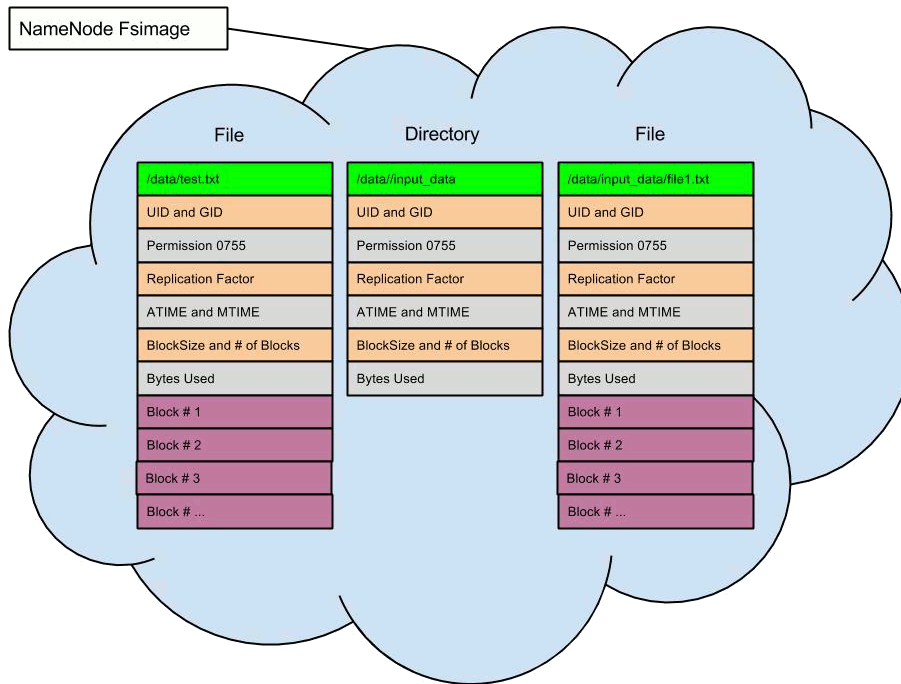 NameNode Fsimage
File
Directory
File
/data/test.txt
UID and GID
Permission 0755
Replication Factor
ATIME and MTIME
BlockSize and # of Blocks
Bytes Used
Block # 1
Block # 2
Block # 3
Block # ...
/data//input_data
UID and GID
Permission 0755
Replication Factor
ATIME and MTIME
BlockSize and # of Blocks
Bytes Used
/data/input_data/file1.txt
UID and GID
Permission 0755
Replication Factor
ATIME and MTIME
BlockSize and # of Blocks
Bytes Used
Block # 1
Block # 2
Block # 3
Block # ...